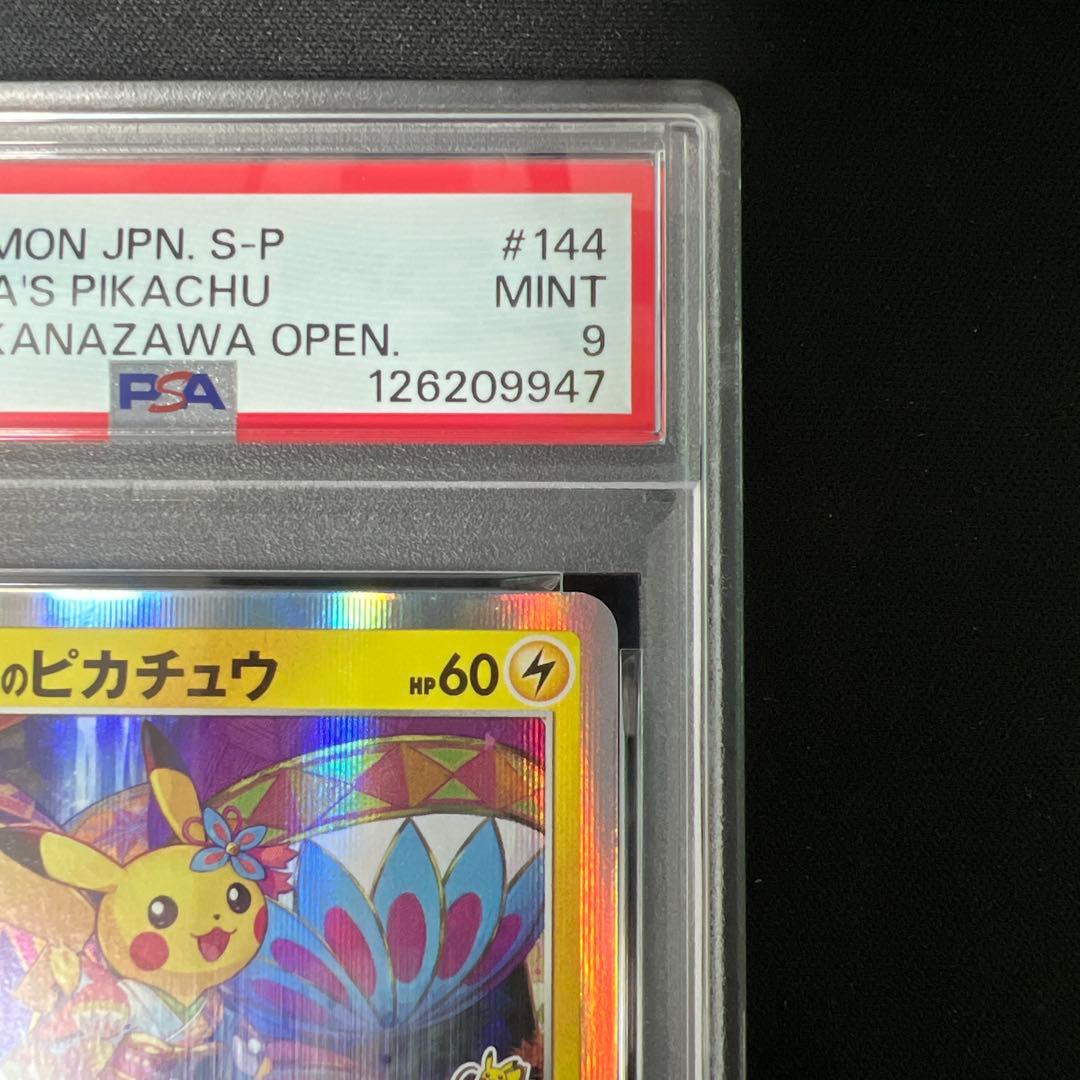 MON JPN. S-P #144
A'S PIKACHU MINT
KANAZAWA OPEN. 9
PSA 126209947
のピカチュウ HP60